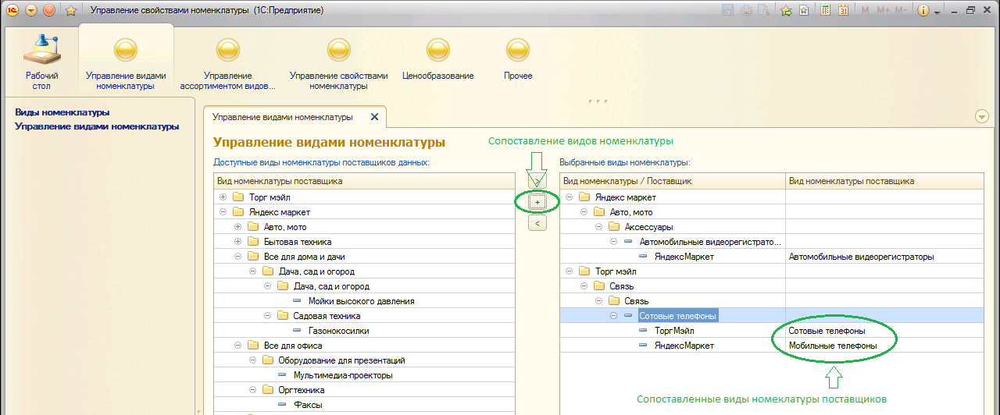 Управление свойствами номенклатуры (1С:Предприятие)
M M+ M-
Рабочий
стол
Управление видами
номенклатуры
Управление
ассортиментом видов...
Управление свойствами
номенклатуры
Ценообразование
Прочее
Виды номенклатуры
Управление видами номенклатуры
Управление видами номенклатуры
Управление видами номенклатуры
Сопоставление видов номенклатуры
Доступные виды номенклатуры поставщиков данных:
Вид номенклатуры поставщика
Торг мэйл
Яндекс маркет
Авто, мото
Бытовая техника
Все для дома и дачи
Дача, сад и огород
Дача, сад и огород
Мойки высокого давления
Садовая техника
Газонокосилки
Все для офиса
Оборудование для презентаций
Мультимедиа-проекторы
Оргтехника
Факсы
>
+
<
Выбранные виды номенклатуры:
Вид номенклатуры / Поставщик Вид номенклатуры поставщика
Яндекс маркет
Авто, мото
Аксессуары
Автомобильные видеорегистрато...
ЯндексМаркет Автомобильные видеорегистраторы
Торг мэйл
Связь
Связь
Сотовые телефоны
ТоргМэйл Сотовые телефоны
ЯндексМаркет Мобильные телефоны
Сопоставленные виды номеклатуры поставщиков